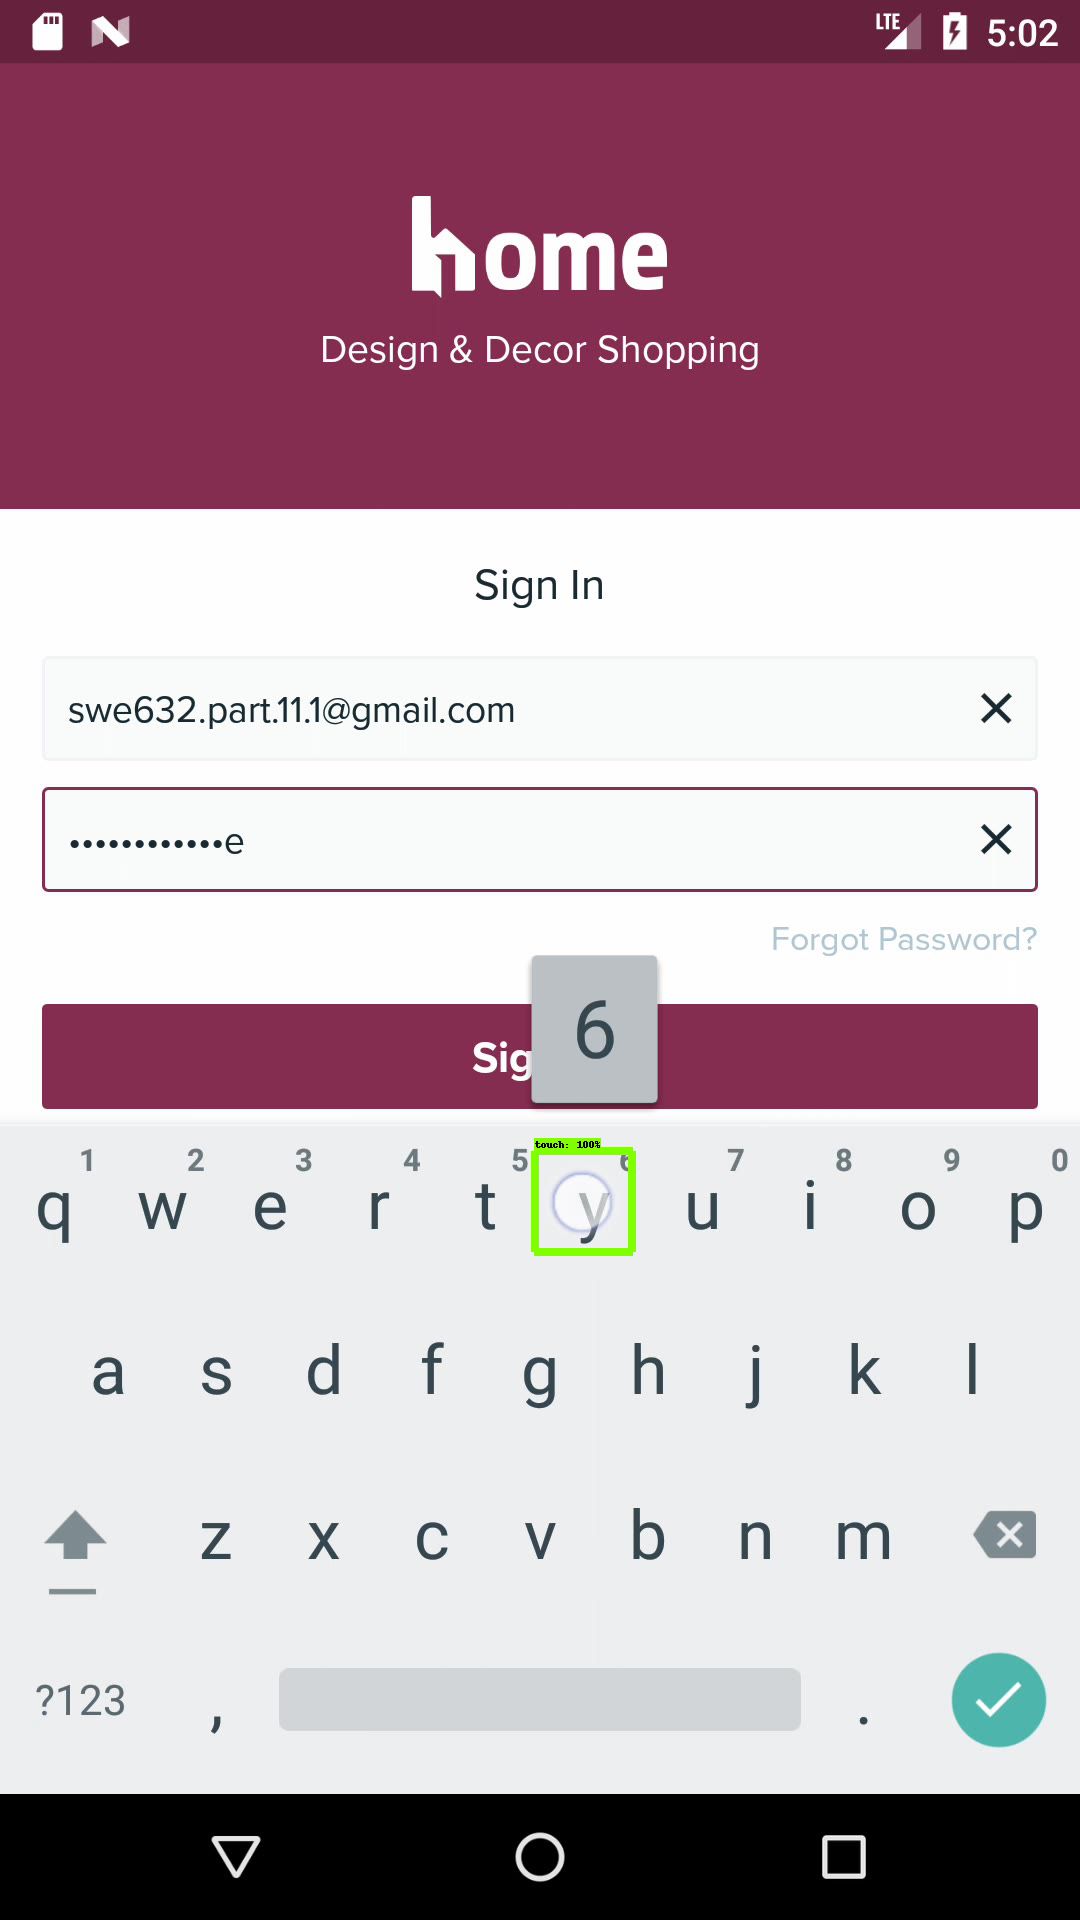 LTE 5:02
home
Design & Decor Shopping
Sign In
swe632.part.11.1@gmail.com
••••••••••••e
Forgot Password?
Sig
6
touch: 100%
1 2 3 4 5 6 7 8 9 0
q w e r t y u i o p
a s d f g h j k l
z x c v b n m
?123 , .